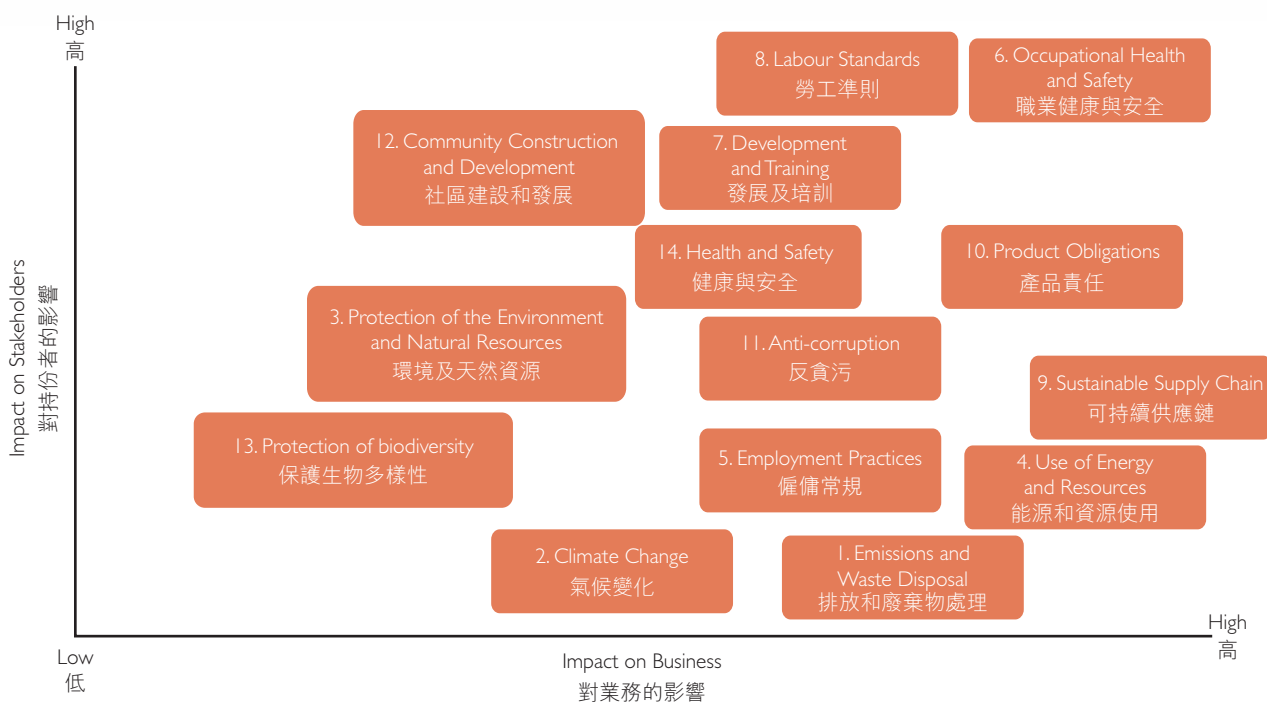 High
高
8. Labour Standards
勞工準則
6. Occupational Health
and Safety
職業健康與安全
12. Community Construction
and Development
社區建設和發展
7. Development
and Training
發展及培訓
14. Health and Safety
健康與安全
10. Product Obligations
產品責任
3. Protection of the Environment
and Natural Resources
環境及天然資源
11. Anti-corruption
反貪污
9. Sustainable Supply Chain
可持續供應鏈
13. Protection of biodiversity
保護生物多樣性
5. Employment Practices
僱傭常規
4. Use of Energy
and Resources
能源和資源使用
2. Climate Change
氣候變化
1. Emissions and
Waste Disposal
排放和廢棄物處理
Impact on Stakeholders
對持份者的影響
Low
低
Impact on Business
對業務的影響
High
高